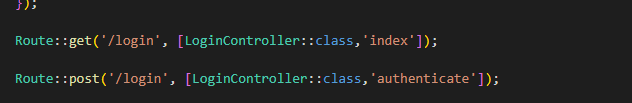 });
Route::get('/login', [LoginController::class,'index']);
Route::post('/login', [LoginController::class,'authenticate']);